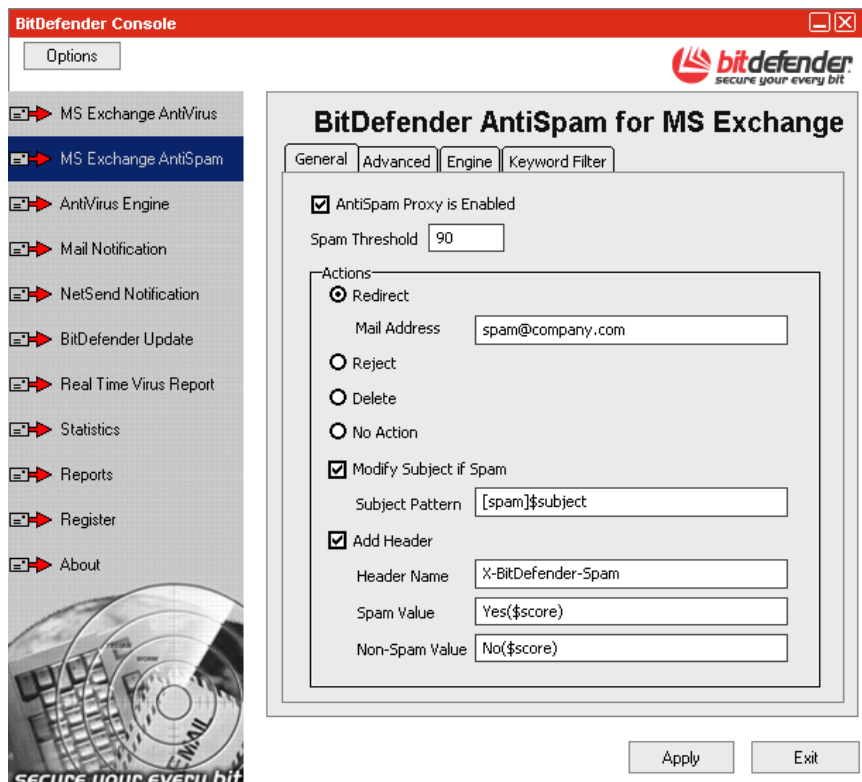 BitDefender Console
Options
bitdefender
secure your every bit
MS Exchange AntiVirus
MS Exchange AntiSpam
AntiVirus Engine
Mail Notification
NetSend Notification
BitDefender Update
Real Time Virus Report
Statistics
Reports
Register
About
WORM
EMAIL
secure your every bit
BitDefender AntiSpam for MS Exchange
General Advanced Engine Keyword Filter
AntiSpam Proxy is Enabled
Spam Threshold 90
Actions
Redirect
Mail Address spam@company.com
Reject
Delete
No Action
Modify Subject if Spam
Subject Pattern [spam]$subject
Add Header
Header Name X-BitDefender-Spam
Spam Value Yes($score)
Non-Spam Value No($score)
Apply Exit